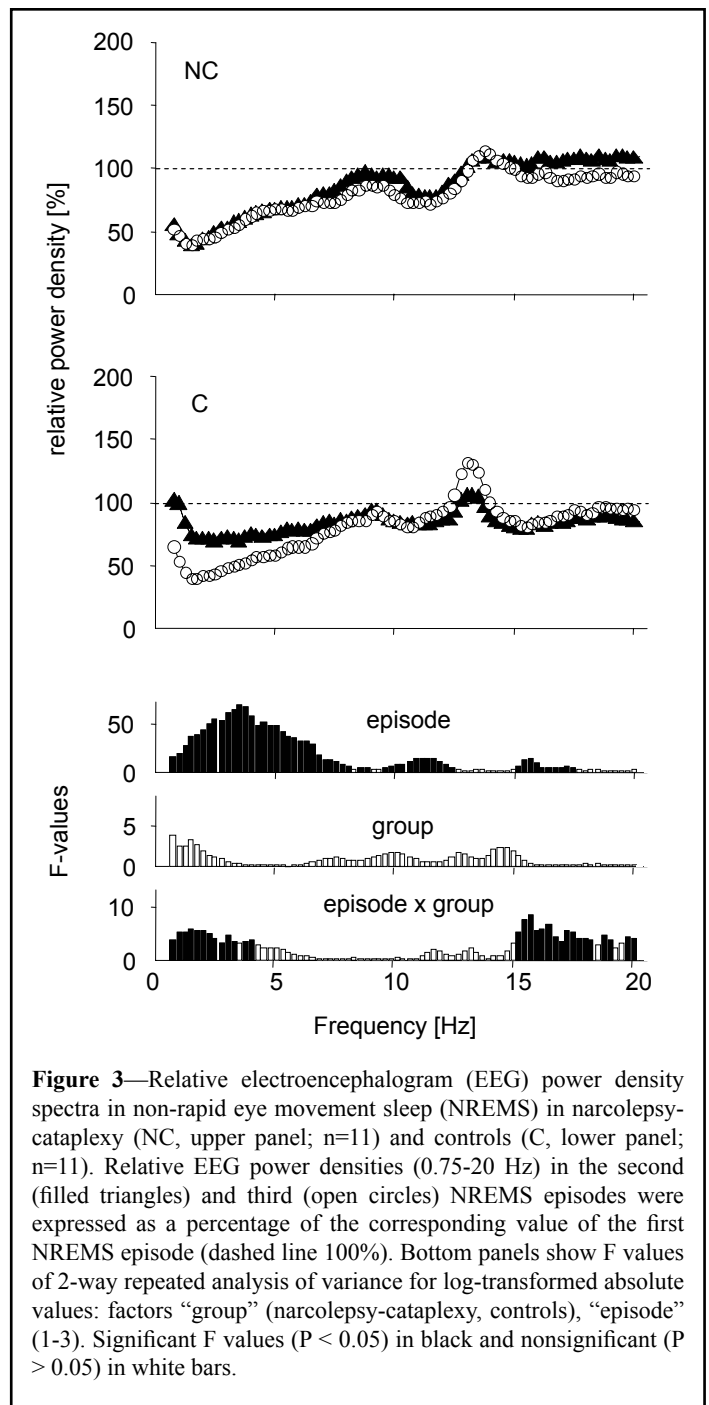 200
NC
150
100
50
0
relative power density [%]
200
C
150
100
50
0
episode
50
0
group
5
0
F-values
episode x group
10
0
0 5 10 15 20
Frequency [Hz]
Figure 3—Relative electroencephalogram (EEG) power density
spectra in non-rapid eye movement sleep (NREMS) in narcolepsy-
cataplexy (NC, upper panel; n=11) and controls (C, lower panel;
n=11). Relative EEG power densities (0.75-20 Hz) in the second
(filled triangles) and third (open circles) NREMS episodes were
expressed as a percentage of the corresponding value of the first
NREMS episode (dashed line 100%). Bottom panels show F values
of 2-way repeated analysis of variance for log-transformed absolute
values: factors “group” (narcolepsy-cataplexy, controls), “episode”
(1-3). Significant F values (P < 0.05) in black and nonsignificant (P
> 0.05) in white bars.